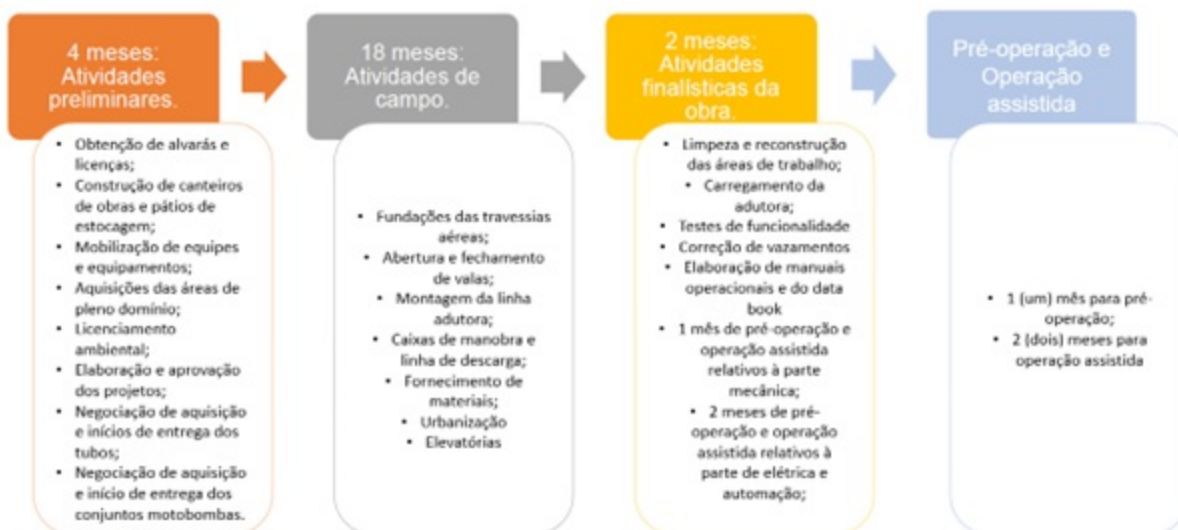 4 meses:
Atividades
preliminares.
• Obtenção de alvarás e
licenças;
• Construção de canteiros
de obras e pátios de
estocagem;
• Mobilização de equipes
e equipamentos;
• Aquisições das áreas de
pleno domínio;
• Licenciamento
ambiental;
• Elaboração e aprovação
dos projetos;
• Negociação de aquisição
e inícios de entrega dos
tubos;
• Negociação de aquisição
e início de entrega dos
conjuntos motobombas.
18 meses:
Atividades de
campo.
• Fundações das travessias
aéreas;
• Abertura e fechamento
de valas;
• Montagem da linha
adutora;
• Caixas de manobra e
linha de descarga;
• Fornecimento de
materiais;
• Urbanização
• Elevatórias
2 meses:
Atividades
finalísticas da
obra.
• Limpeza e reconstrução
das áreas de trabalho;
• Carregamento da
adutora;
• Testes de funcionalidade
• Correção de vazamentos
• Elaboração de manuais
operacionais e do data
book
• 1 mês de pré-operação e
operação assistida
relativos à parte
mecânica;
• 2 meses de pré-
operação e operação
assistida relativos à
parte de elétrica e
automação;
Pré-operação e
Operação
assistida
• 1 (um) mês para pré-
operação;
• 2 (dois) meses para
operação assistida